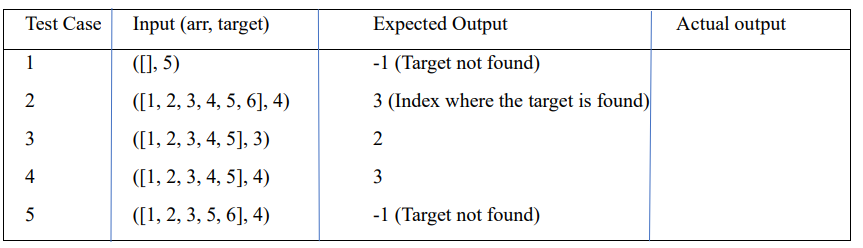 Test Case Input (arr, target) Expected Output Actual output
1 ([], 5) -1 (Target not found)
2 ([1, 2, 3, 4, 5, 6], 4) 3 (Index where the target is found)
3 ([1, 2, 3, 4, 5], 3) 2
4 ([1, 2, 3, 4, 5], 4) 3
5 ([1, 2, 3, 5, 6], 4) -1 (Target not found)